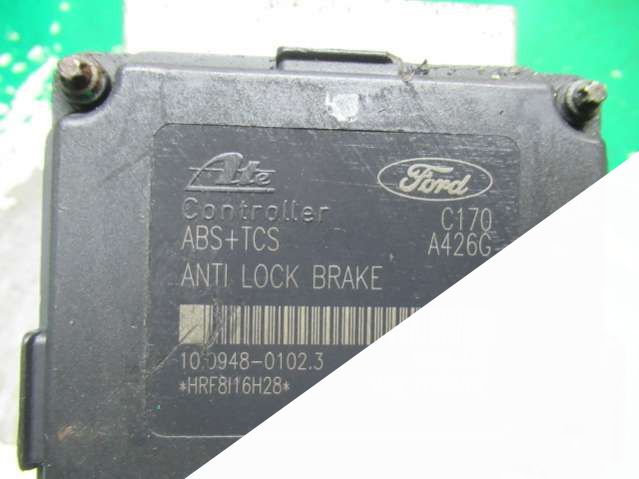 Ate Ford
Controller C170
ABS+TCS A426G
ANTI LOCK BRAKE
10.0948-0102.3
*HRF8I16H28*